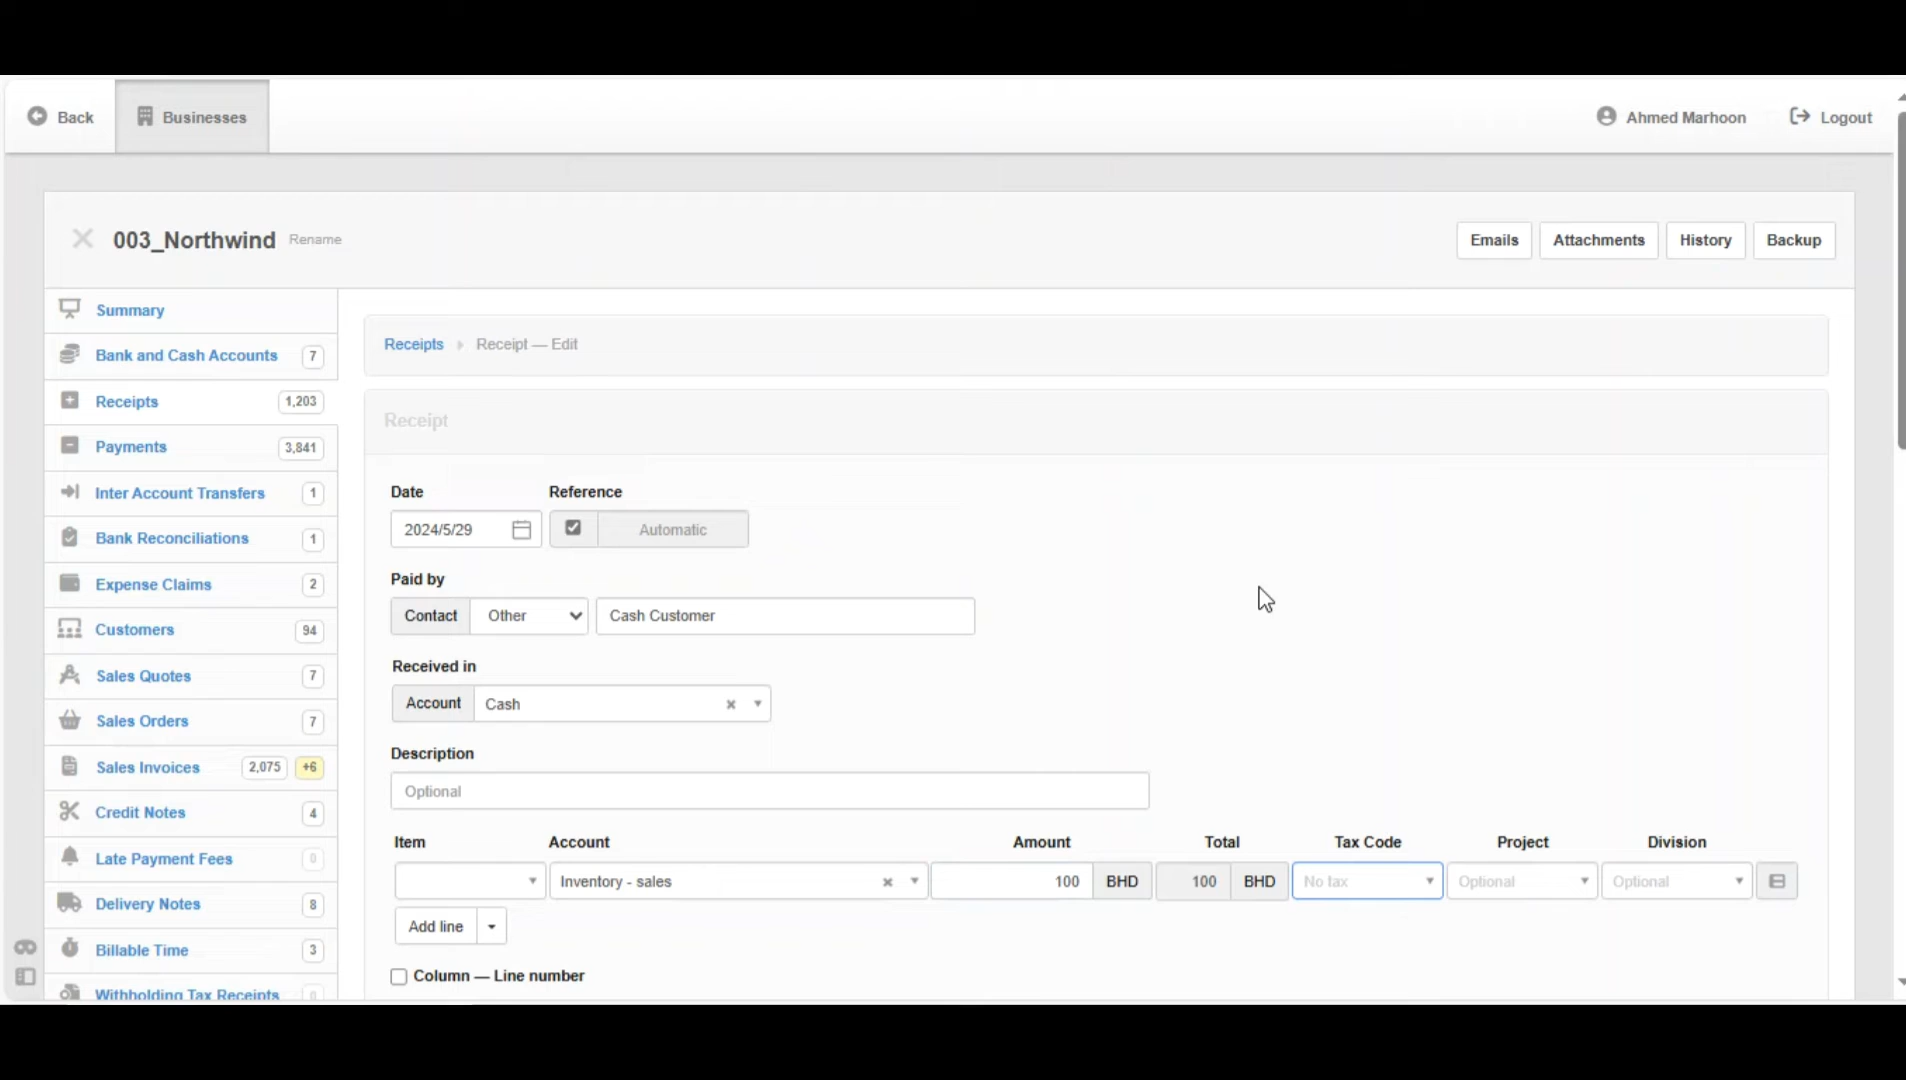 Back Businesses Ahmed Marhoon Logout
003_Northwind Rename Emails Attachments History Backup
Summary
Bank and Cash Accounts 7
Receipts 1,203
Payments 3,841
Inter Account Transfers 1
Bank Reconciliations 1
Expense Claims 2
Customers 94
Sales Quotes 7
Sales Orders 7
Sales Invoices 2,075 +6
Credit Notes 4
Late Payment Fees 0
Delivery Notes 8
Billable Time 3
Withholding Tax Receipts 0
Receipts Receipt — Edit
Receipt
Date Reference
2024/5/29 Automatic
Paid by
Contact Other Cash Customer
Received in
Account Cash
Description
Optional
Item Account Amount Total Tax Code Project Division
Inventory - sales 100 BHD 100 BHD No tax Optional Optional
Add line
Column — Line number